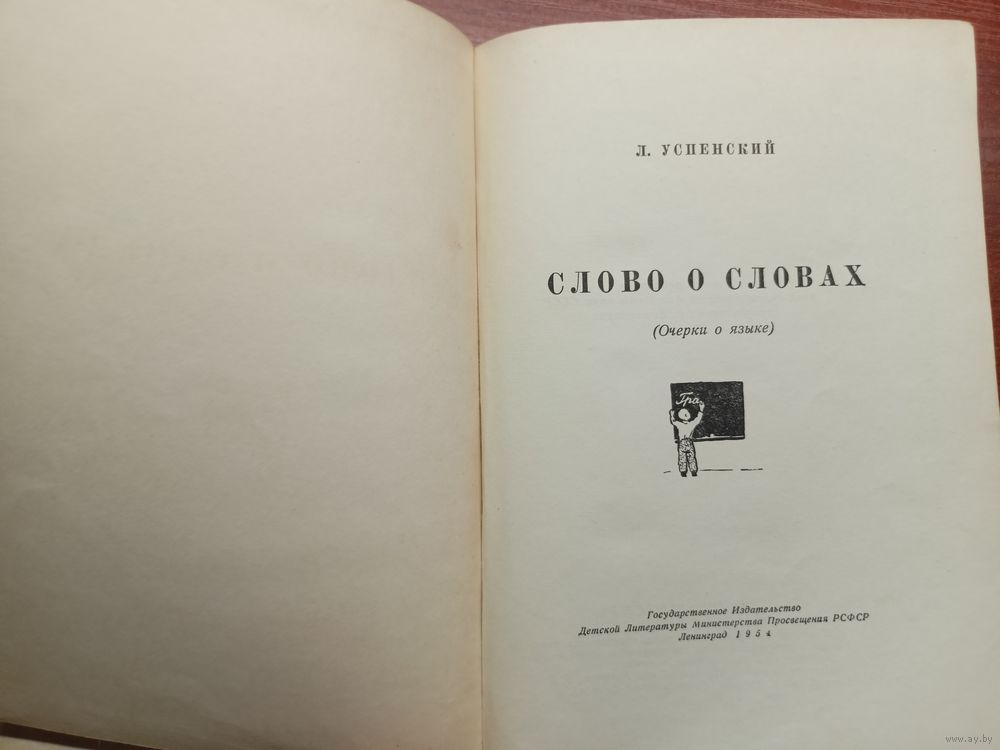 Л. УСПЕНСКИЙ
СЛОВО О СЛОВАХ
(Очерки о языке)
Гра
Государственное Издательство
Детской Литературы Министерства Просвещения РСФСР
Ленинград 1954
www.ay.by